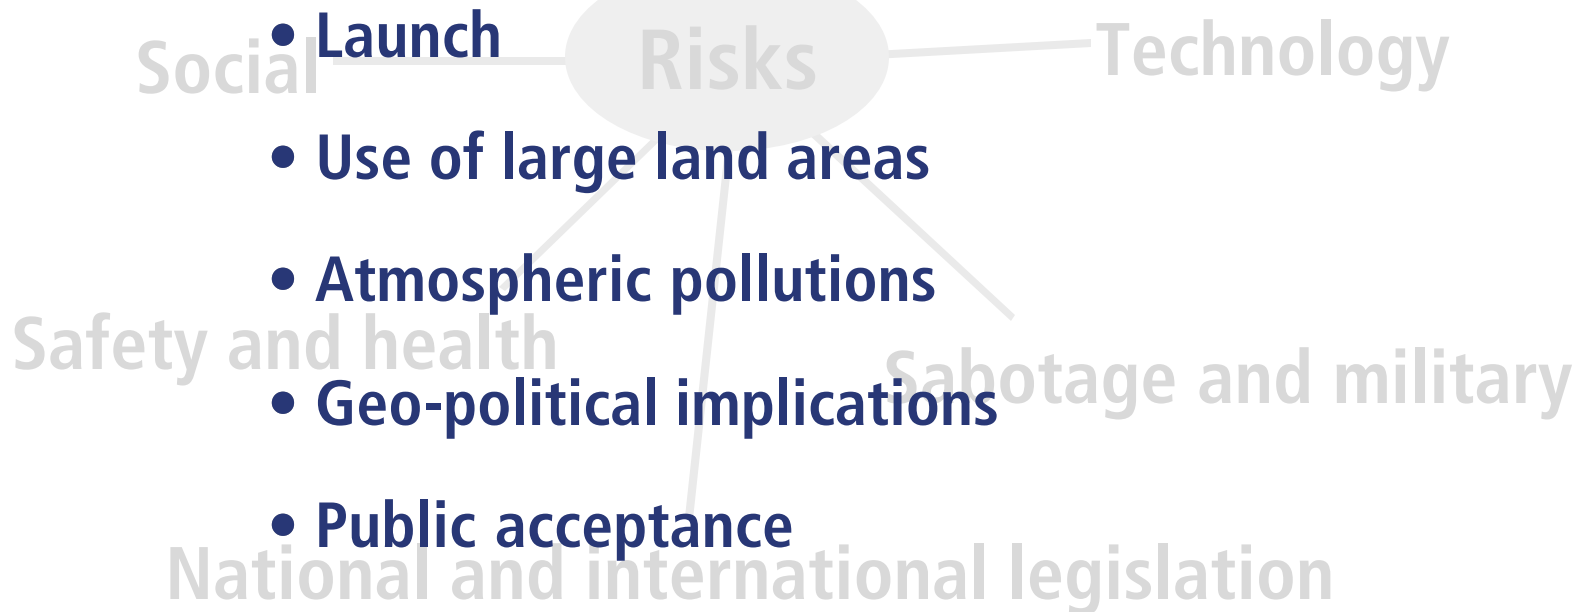 • Launch
Social
Risks
Technology
• Use of large land areas
• Atmospheric pollutions
Safety and health
Sabotage and military
• Geo-political implications
• Public acceptance
National and international legislation